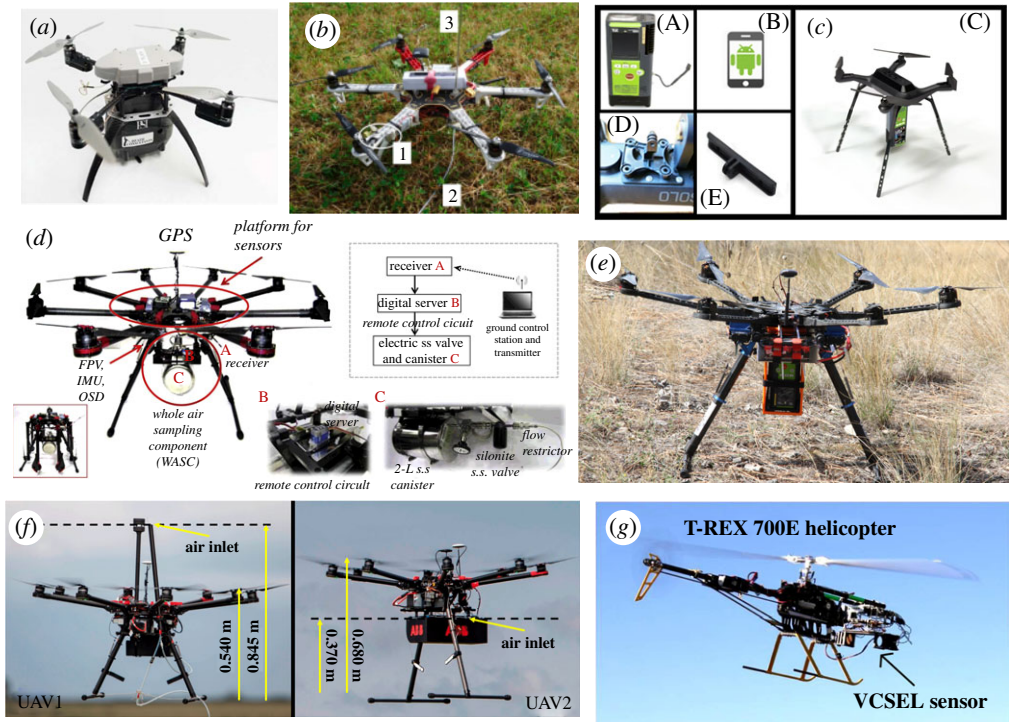 (a)
(b)
3
1
2
(A)
(B)
(c)
(C)
(D)
SOLO
(E)
(d)
GPS
platform for
sensors
FPV,
IMU,
OSD
A
receiver
B
C
whole air
sampling
component
(WASC)
receiver A
digital server B
remote control cicuit
electric ss valve
and canister C
ground control
station and
transmitter
B
digital
server
remote control circult
C
2-L s.s
canister
silonite
s.s. valve
flow
restrictor
(e)
(f)
air inlet
0.540 m
0.845 m
UAV1
0.370 m
0.680 m
ABB
air inlet
UAV2
(g)
T-REX 700E helicopter
VCSEL sensor